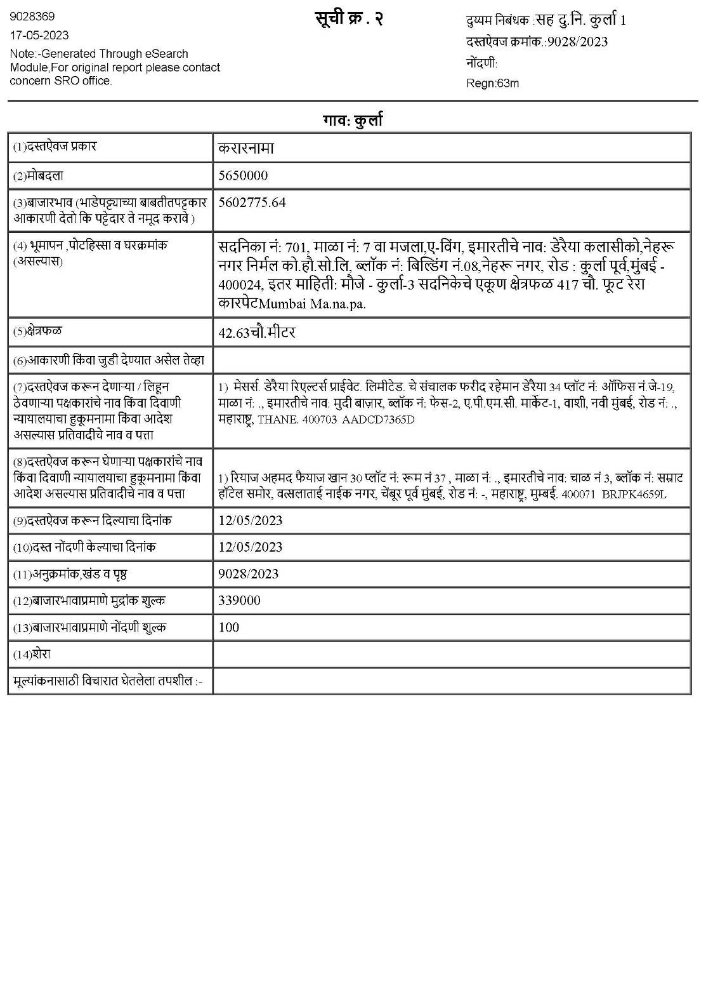 9028369
17-05-2023
Note:-Generated Through eSearch
Module,For original report please contact
concern SRO office.
सूची क्र . २
दुय्यम निबंधक :सह दु.नि. कुर्ला 1
दस्तऐवज क्रमांक.:9028/2023
नोंदणी:
Regn:63m
गाव: कुर्ला
(1)दस्तऐवज प्रकार
करारनामा
(2)मोबदला
5650000
(3)बाजारभाव (भाडेपट्ट्याच्या बाबतीतपट्टकार
आकारणी देतो कि पट्टेदार ते नमूद करावे )
5602775.64
(4) भूमापन ,पोटहिस्सा व घरक्रमांक
(असल्यास)
सदनिका नं: 701, माळा नं: 7 वा मजला,ए-विंग, इमारतीचे नाव: डेरैया कलासीको,नेहरू
नगर निर्मल को.हौ.सो.लि, ब्लॉक नं: बिल्डिंग नं.08,नेहरू नगर, रोड : कुर्ला पूर्व,मुंबई -
400024, इतर माहिती: मौजे - कुर्ला-3 सदनिकेचे एकूण क्षेत्रफळ 417 चौ. फूट रेरा
कारपेटMumbai Ma.na.pa.
(5)क्षेत्रफळ
42.63चौ.मीटर
(6)आकारणी किंवा जुडी देण्यात असेल तेव्हा
(7)दस्तऐवज करून देणाऱ्या / लिहून
ठेवणाऱ्या पक्षकारांचे नाव किंवा दिवाणी
न्यायालयाचा हुकूमनामा किंवा आदेश
असल्यास प्रतिवादीचे नाव व पत्ता
1)  मेसर्स. डेरैया रिएल्टर्स प्राईवेट. लिमीटेड. चे संचालक फरीद रहेमान डेरैया 34 प्लॉट नं: ऑफिस नं.जे-19,
माळा नं: ., इमारतीचे नाव: मुदी बाज़ार, ब्लॉक नं: फेस-2, ए.पी.एम.सी. मार्केट-1, वाशी, नवी मुंबई, रोड नं: .,
महाराष्ट्र, THANE. 400703 AADCD7365D
(8)दस्तऐवज करून घेणाऱ्या पक्षकारांचे नाव
किंवा दिवाणी न्यायालयाचा हुकूमनामा किंवा
आदेश असल्यास प्रतिवादीचे नाव व पत्ता
1) रियाज अहमद फैयाज खान 30 प्लॉट नं: रूम नं 37 , माळा नं: ., इमारतीचे नाव: चाळ नं 3, ब्लॉक नं: सम्राट
हॉटेल समोर, वत्सलाताई नाईक नगर, चेंबूर पूर्व मुंबई, रोड नं: -, महाराष्ट्र, मुम्बई. 400071 BRJPK4659L
(9)दस्तऐवज करून दिल्याचा दिनांक
12/05/2023
(10)दस्त नोंदणी केल्याचा दिनांक
12/05/2023
(11)अनुक्रमांक,खंड व पृष्ठ
9028/2023
(12)बाजारभावाप्रमाणे मुद्रांक शुल्क
339000
(13)बाजारभावाप्रमाणे नोंदणी शुल्क
100
(14)शेरा
मूल्यांकनासाठी विचारात घेतलेला तपशील :-